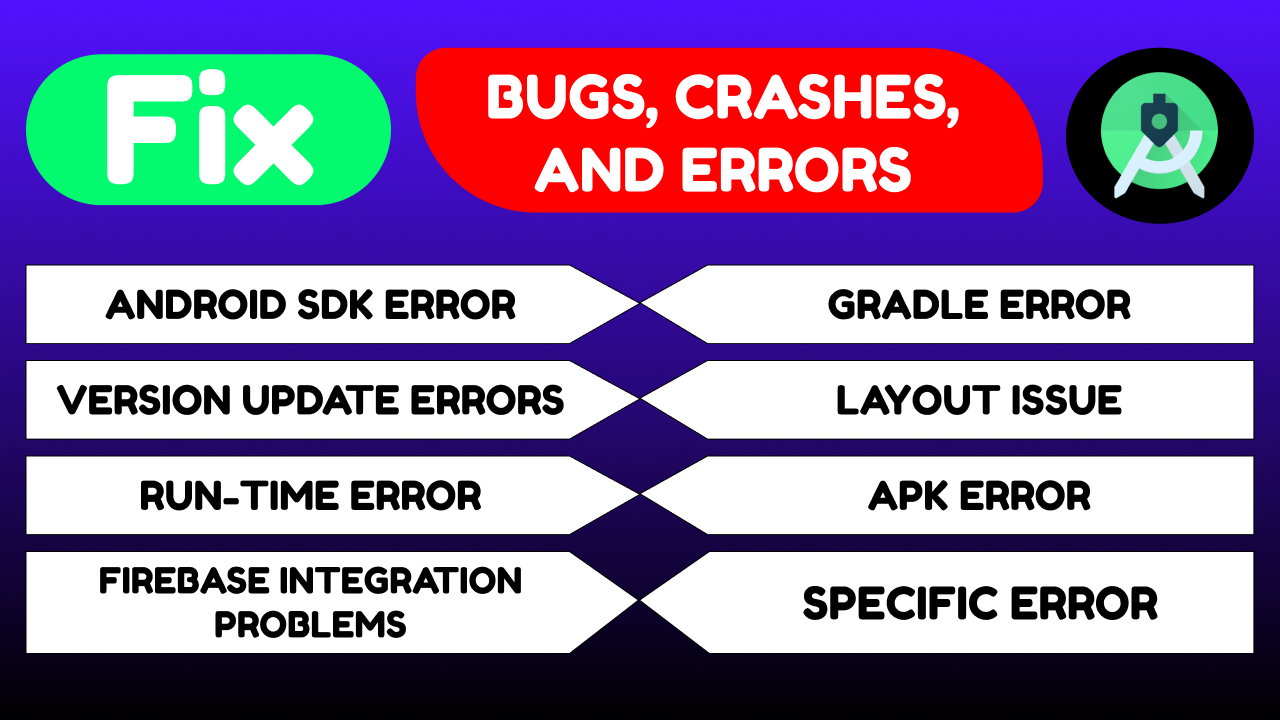 Fix
BUGS, CRASHES,
AND ERRORS
ANDROID SDK ERROR
GRADLE ERROR
VERSION UPDATE ERRORS
LAYOUT ISSUE
RUN-TIME ERROR
APK ERROR
FIREBASE INTEGRATION
PROBLEMS
SPECIFIC ERROR